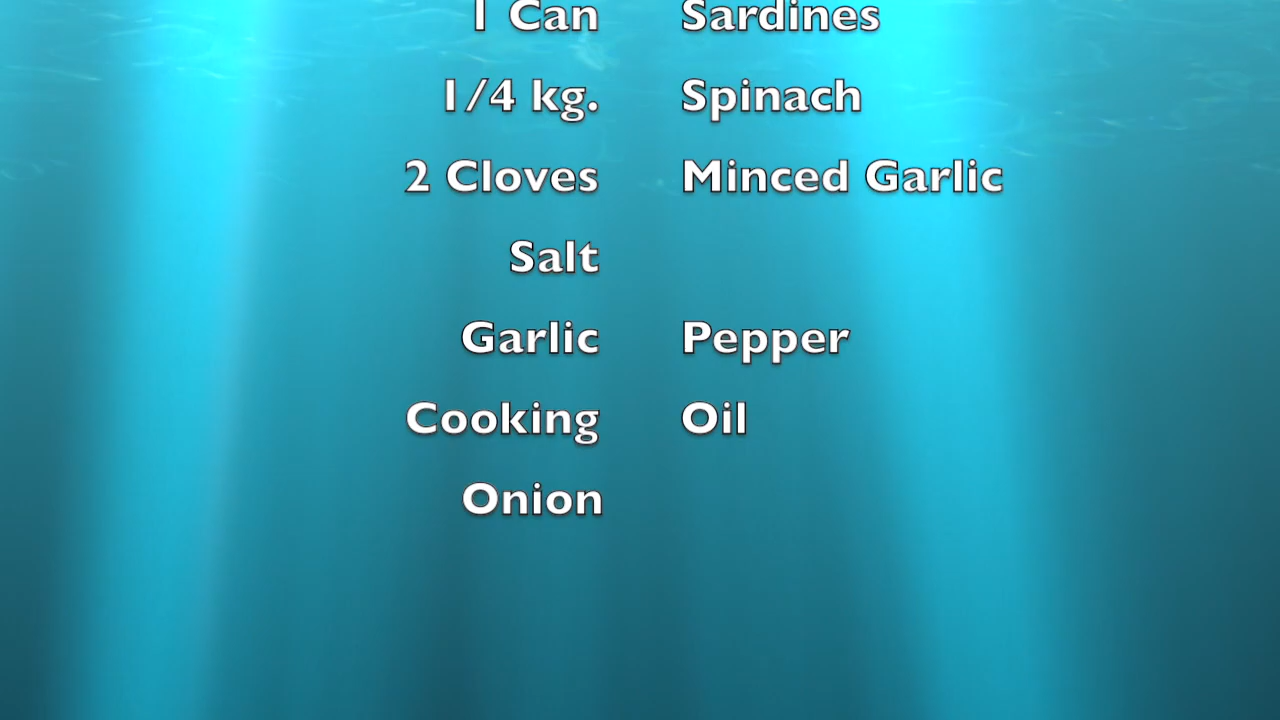 1 Can Sardines
1/4 kg. Spinach
2 Cloves Minced Garlic
Salt
Garlic Pepper
Cooking Oil
Onion